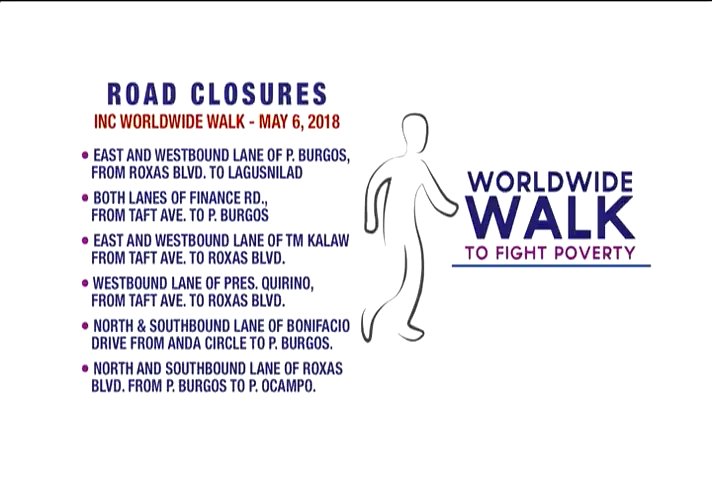 ROAD CLOSURES
INC WORLDWIDE WALK - MAY 6, 2018
• EAST AND WESTBOUND LANE OF P. BURGOS,
FROM ROXAS BLVD. TO LAGUSNILAD
• BOTH LANES OF FINANCE RD.,
FROM TAFT AVE. TO P. BURGOS
• EAST AND WESTBOUND LANE OF TM KALAW
FROM TAFT AVE. TO ROXAS BLVD.
• WESTBOUND LANE OF PRES. QUIRINO,
FROM TAFT AVE. TO ROXAS BLVD.
• NORTH & SOUTHBOUND LANE OF BONIFACIO
DRIVE FROM ANDA CIRCLE TO P. BURGOS.
• NORTH AND SOUTHBOUND LANE OF ROXAS
BLVD. FROM P. BURGOS TO P. OCAMPO.
WORLDWIDE
WALK
TO FIGHT POVERTY